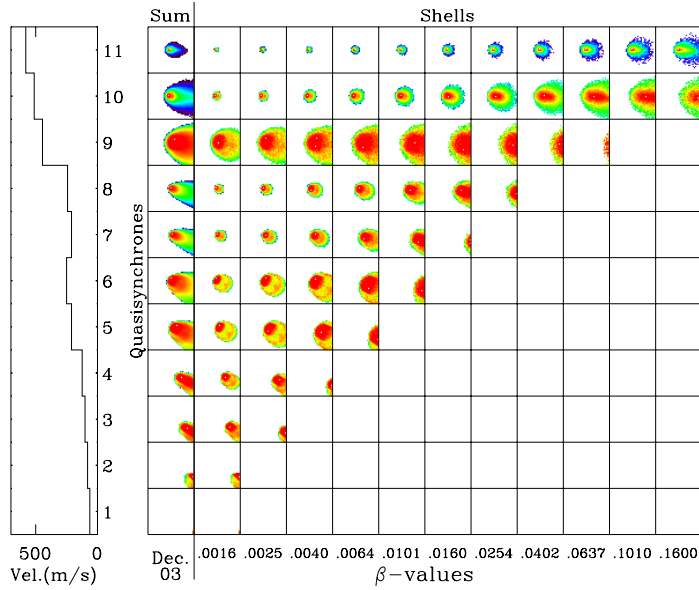 Sum Shells
11
10
9
8
7
6
5
4
3
2
1
Quasisynchrones
500 0
Vel.(m/s)
Dec.
03
.0016 .0025 .0040 .0064 .0101 .0160 .0254 .0402 .0637 .1010 .1600
β-values